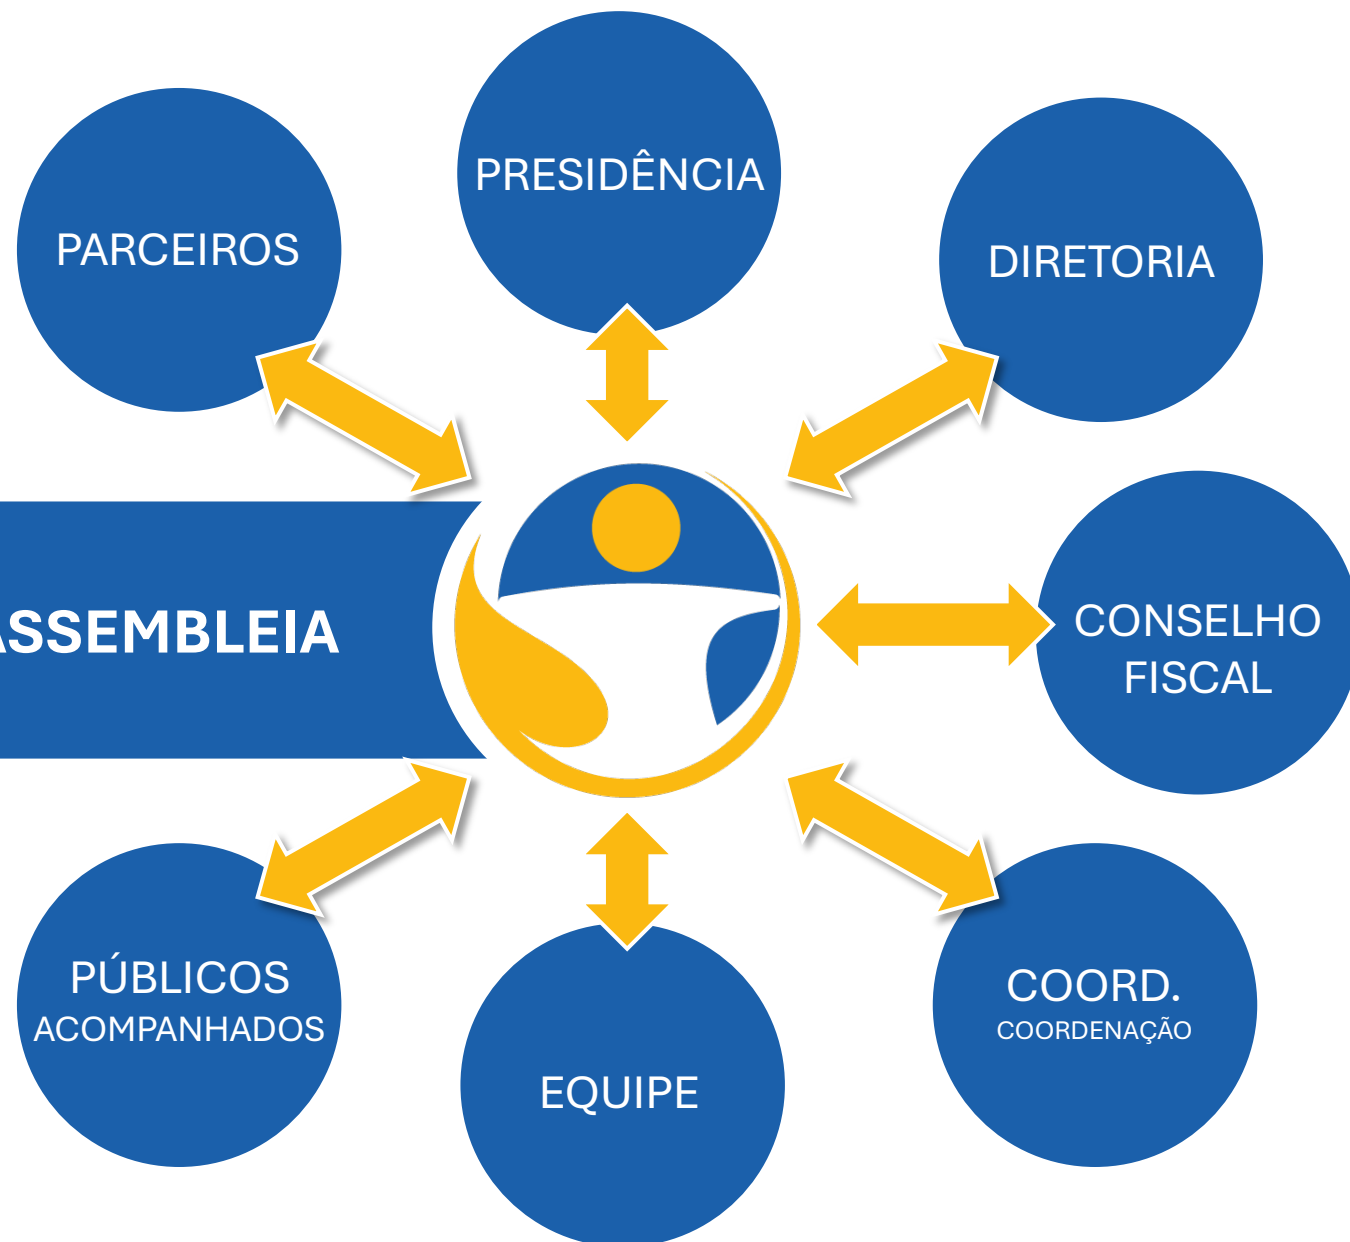 PRESIDÊNCIA
PARCEIROS
DIRETORIA
ASSEMBLEIA
CONSELHO
FISCAL
PÚBLICOS
ACOMPANHADOS
COORD.
COORDENAÇÃO
EQUIPE